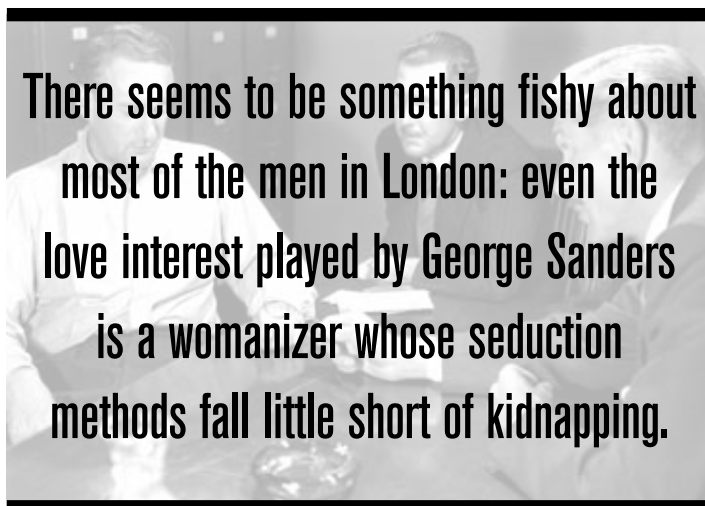 There seems to be something fishy about
most of the men in London: even the
love interest played by George Sanders
is a womanizer whose seduction
methods fall little short of kidnapping.